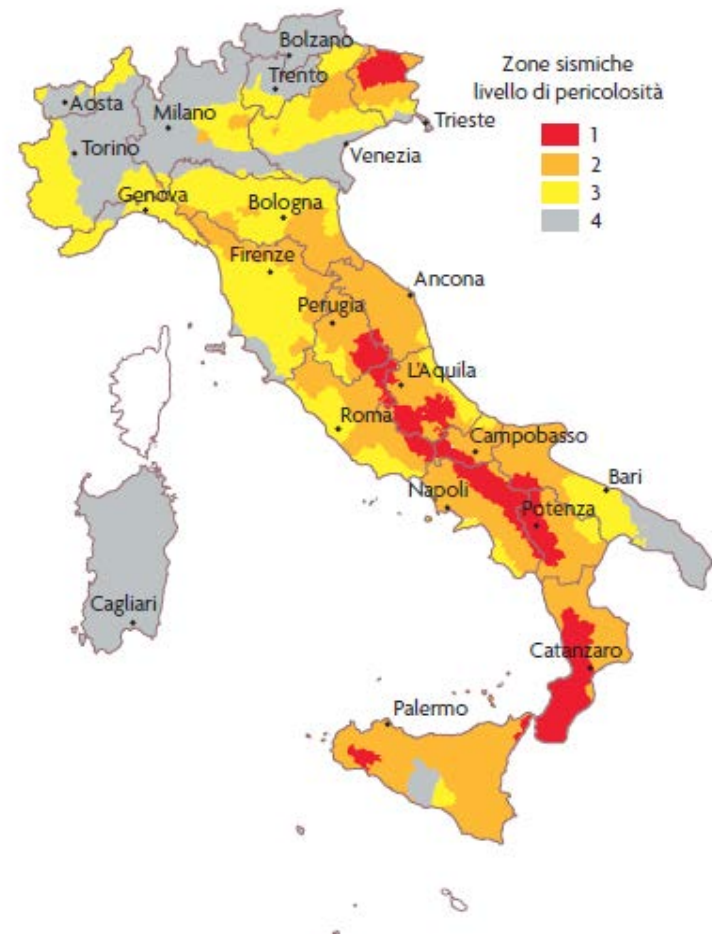 Bolzano
Trento
Aosta
Milano
Trieste
Torino
Venezia
Genova
Bologna
Firenze
Ancona
Perugia
L'Aquila
Roma
Campobasso
Napoli
Bari
Potenza
Cagliari
Catanzaro
Palermo
Zone sismiche
livello di pericolosità
1
2
3
4